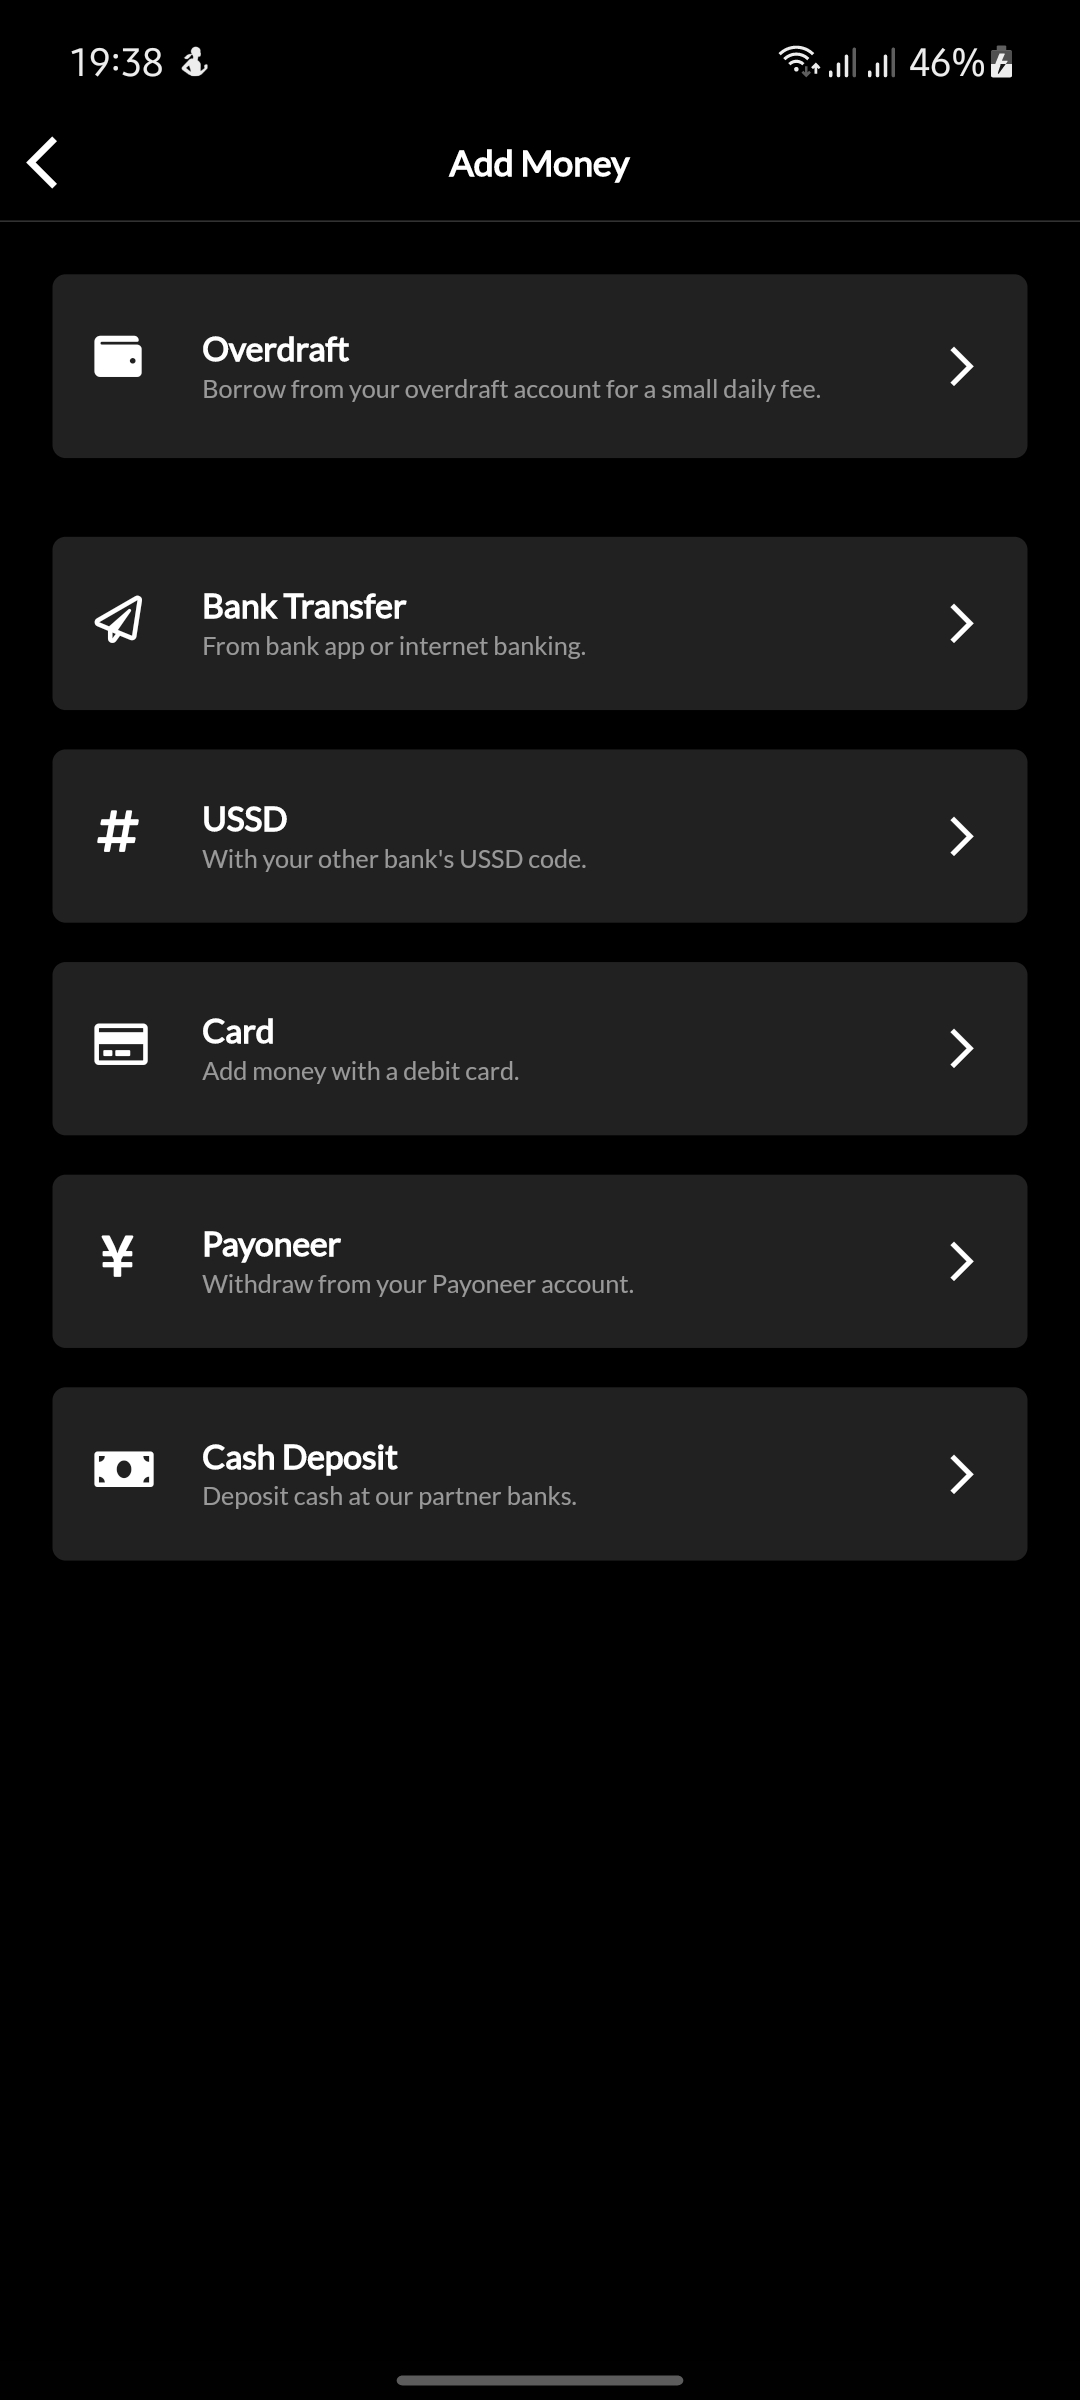 19:38
46%
Add Money
Overdraft
Borrow from your overdraft account for a small daily fee.
Bank Transfer
From bank app or internet banking.
USSD
With your other bank's USSD code.
Card
Add money with a debit card.
Payoneer
Withdraw from your Payoneer account.
Cash Deposit
Deposit cash at our partner banks.